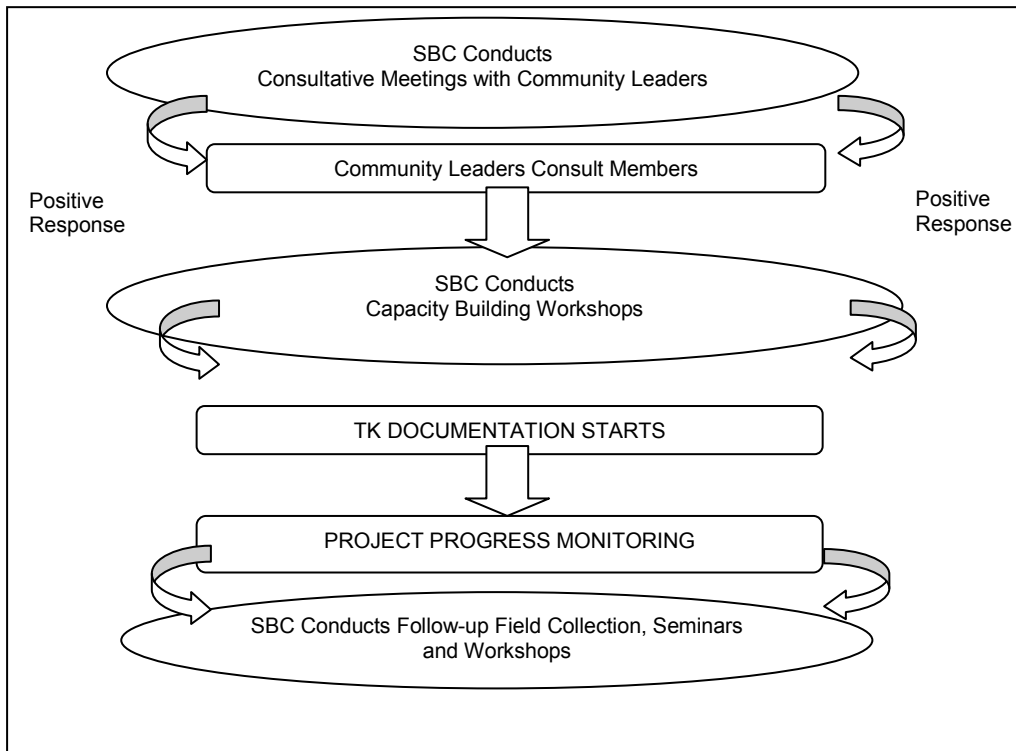 SBC Conducts
Consultative Meetings with Community Leaders
Community Leaders Consult Members
Positive
Response
Positive
Response
SBC Conducts
Capacity Building Workshops
TK DOCUMENTATION STARTS
PROJECT PROGRESS MONITORING
SBC Conducts Follow-up Field Collection, Seminars
and Workshops